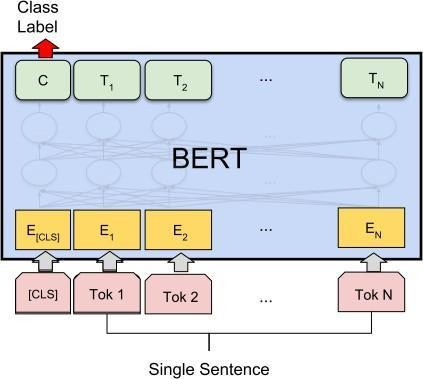 Class
Label
C T1 T2 ... TN
BERT
E[CLS] E1 E2 ... EN
[CLS] Tok 1 Tok 2 ... Tok N
Single Sentence